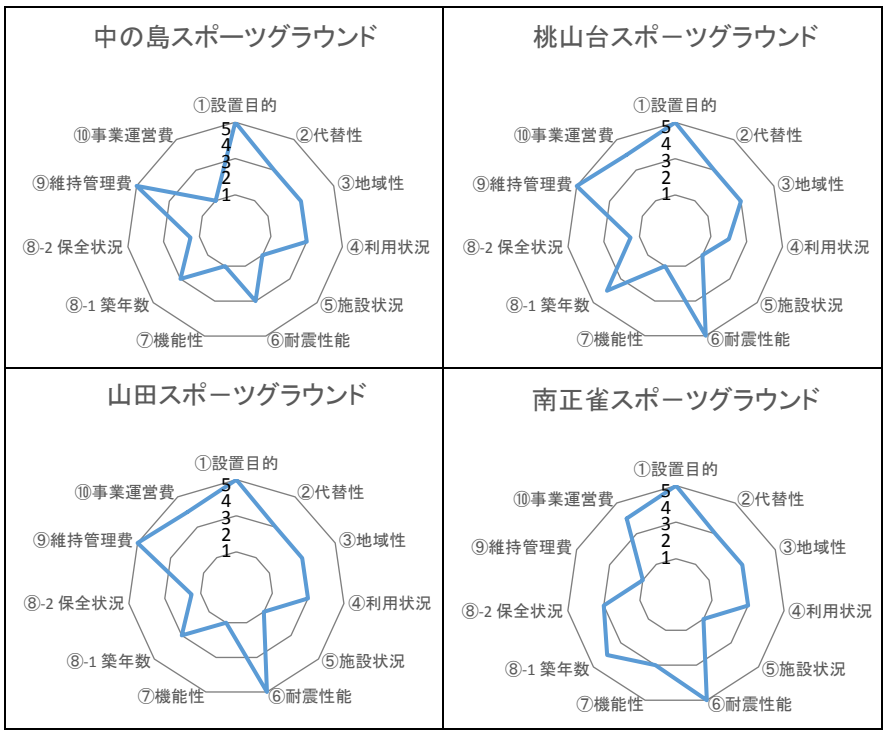 中の島スポーツグラウンド
①設置目的
②代替性
③地域性
④利用状況
⑤施設状況
⑥耐震性能
⑦機能性
⑧-1 築年数
⑧-2 保全状況
⑨維持管理費
⑩事業運営費
5
4
3
2
1
桃山台スポーツグラウンド
①設置目的
②代替性
③地域性
④利用状況
⑤施設状況
⑥耐震性能
⑦機能性
⑧-1 築年数
⑧-2 保全状況
⑨維持管理費
⑩事業運営費
5
4
3
2
1
山田スポーツグラウンド
①設置目的
②代替性
③地域性
④利用状況
⑤施設状況
⑥耐震性能
⑦機能性
⑧-1 築年数
⑧-2 保全状況
⑨維持管理費
⑩事業運営費
5
4
3
2
1
南正雀スポーツグラウンド
①設置目的
②代替性
③地域性
④利用状況
⑤施設状況
⑥耐震性能
⑦機能性
⑧-1 築年数
⑧-2 保全状況
⑨維持管理費
⑩事業運営費
5
4
3
2
1